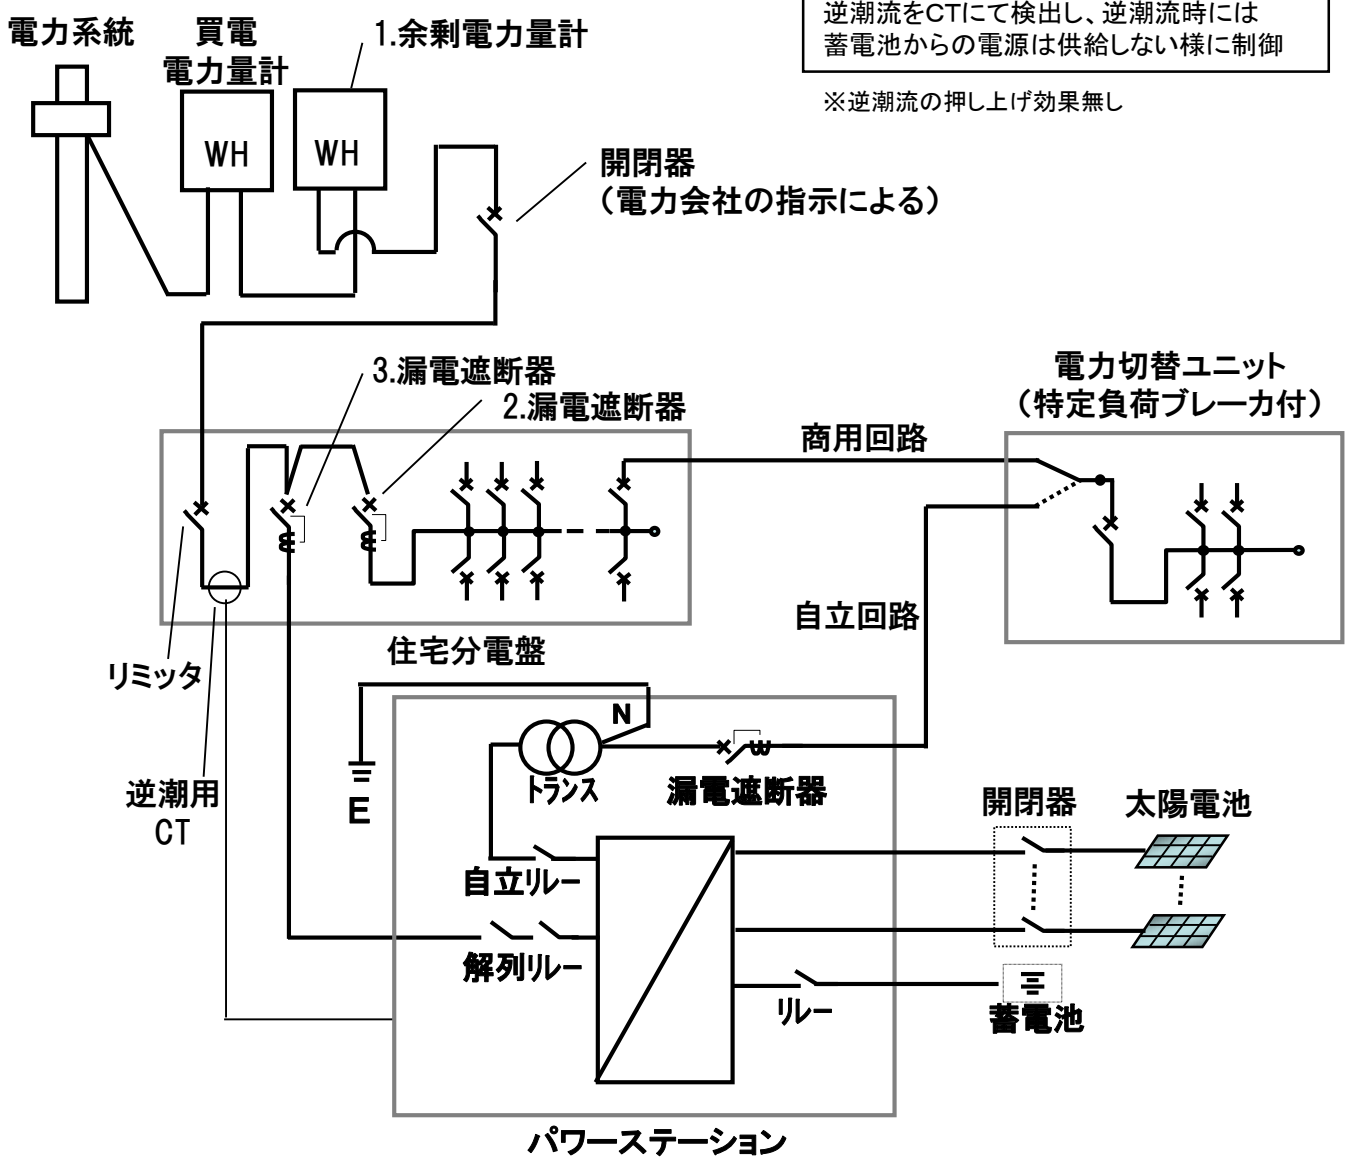 逆潮流をCTにて検出し、逆潮流時には
蓄電池からの電源は供給しない様に制御
※逆潮流の押し上げ効果無し
電力系統
買電
電力量計
1.余剰電力量計
WH
WH
開閉器
(電力会社の指示による)
3.漏電遮断器
2.漏電遮断器
電力切替ユニット
(特定負荷ブレーカ付)
商用回路
自立回路
住宅分電盤
リミッタ
逆潮用
CT
N
E
トランス
漏電遮断器
開閉器
太陽電池
自立リレー
解列リレー
リレー
蓄電池
パワーステーション